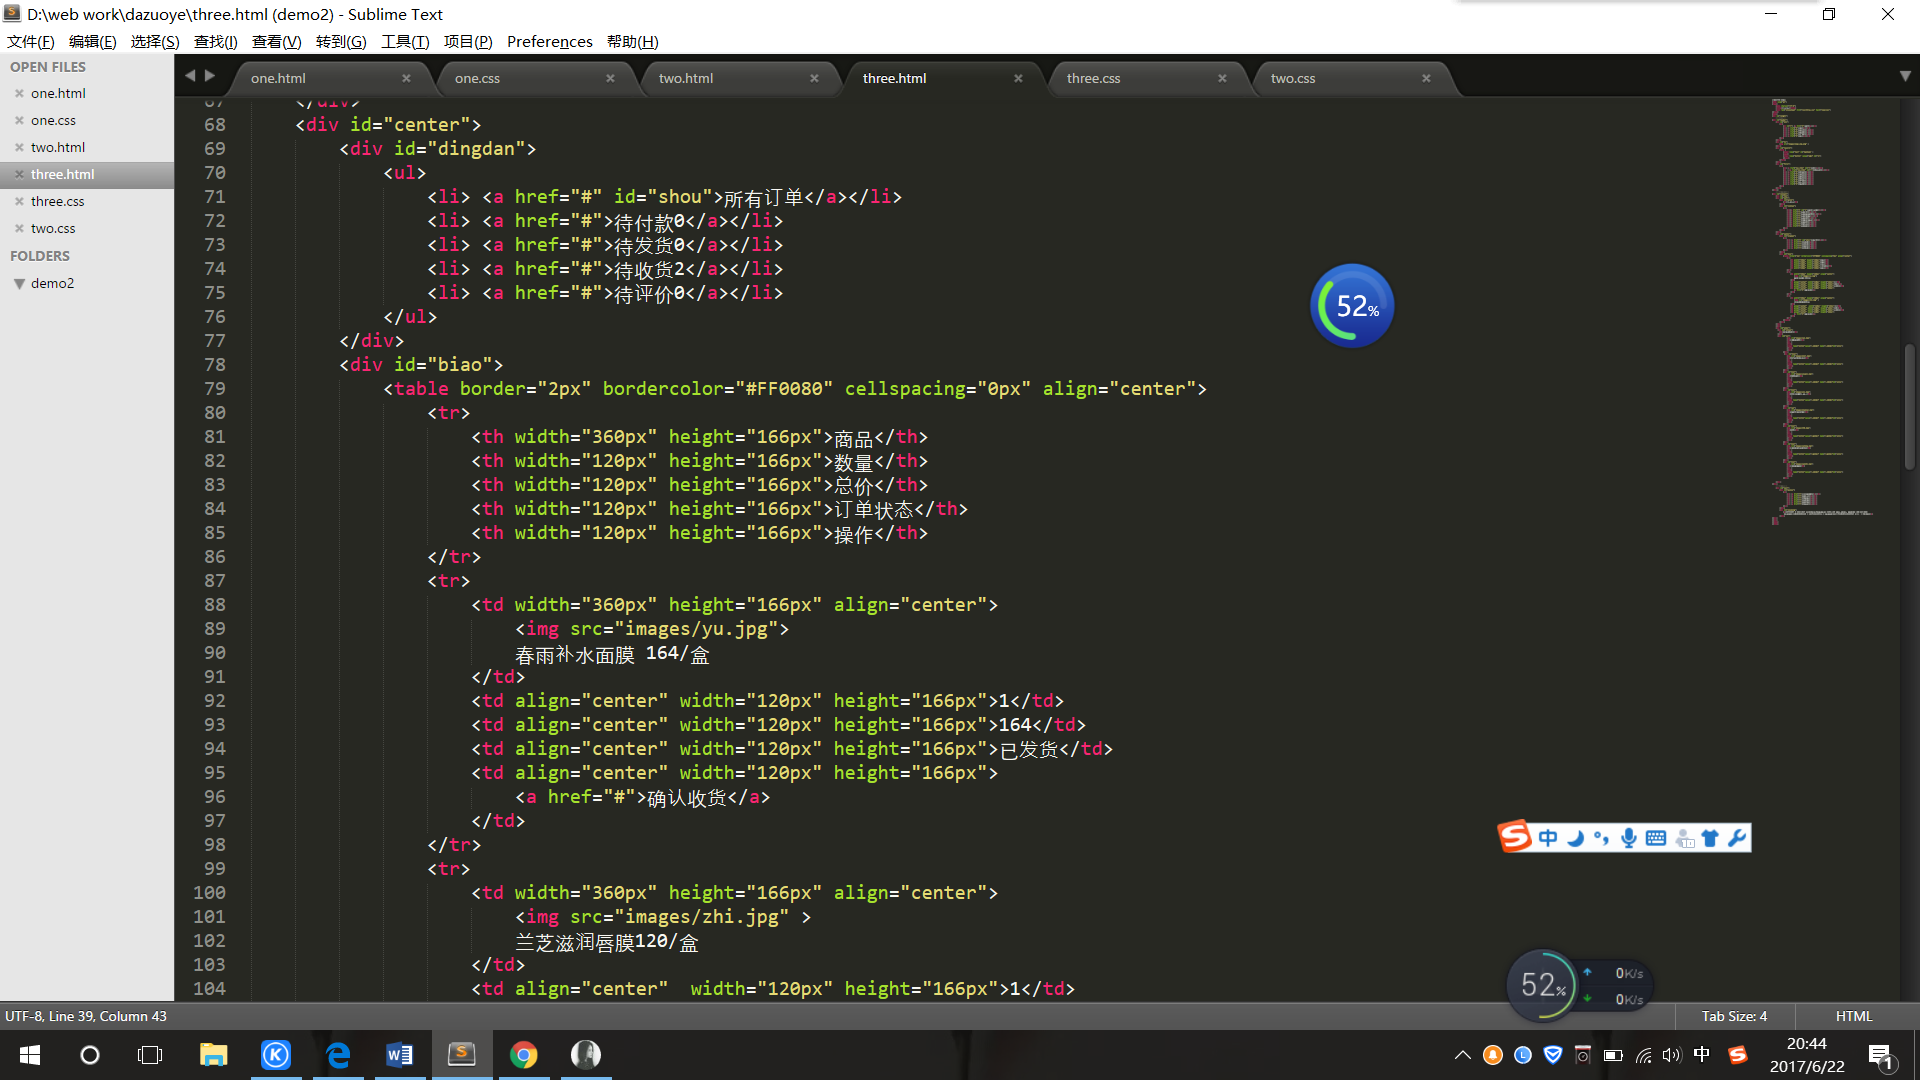 D:\web work\dazuoye\three.html (demo2) - Sublime Text
文件(F) 编辑(E) 选择(S) 查找(I) 查看(V) 转到(G) 工具(T) 项目(P) Preferences 帮助(H)
OPEN FILES
one.html
one.css
two.html
three.html
three.css
two.css
FOLDERS
demo2
one.html one.css two.html three.html three.css two.css
67 </div>
68 <div id="center">
69 <div id="dingdan">
70 <ul>
71 <li> <a href="#" id="shou">所有订单</a></li>
72 <li> <a href="#">待付款0</a></li>
73 <li> <a href="#">待发货0</a></li>
74 <li> <a href="#">待收货2</a></li>
75 <li> <a href="#">待评价0</a></li>
76 </ul>
77 </div>
78 <div id="biao">
79 <table border="2px" bordercolor="#FF0080" cellspacing="0px" align="center">
80 <tr>
81 <th width="360px" height="166px">商品</th>
82 <th width="120px" height="166px">数量</th>
83 <th width="120px" height="166px">总价</th>
84 <th width="120px" height="166px">订单状态</th>
85 <th width="120px" height="166px">操作</th>
86 </tr>
87 <tr>
88 <td width="360px" height="166px" align="center">
89 <img src="images/yu.jpg">
90 春雨补水面膜 164/盒
91 </td>
92 <td align="center" width="120px" height="166px">1</td>
93 <td align="center" width="120px" height="166px">164</td>
94 <td align="center" width="120px" height="166px">已发货</td>
95 <td align="center" width="120px" height="166px">
96 <a href="#">确认收货</a>
97 </td>
98 </tr>
99 <tr>
100 <td width="360px" height="166px" align="center">
101 <img src="images/zhi.jpg" >
102 兰芝滋润唇膜120/盒
103 </td>
104 <td align="center"  width="120px" height="166px">1</td>
52%
中
52% 0K/s
0K/s
UTF-8, Line 39, Column 43 Tab Size: 4 HTML
中 20:44
2017/6/22
1